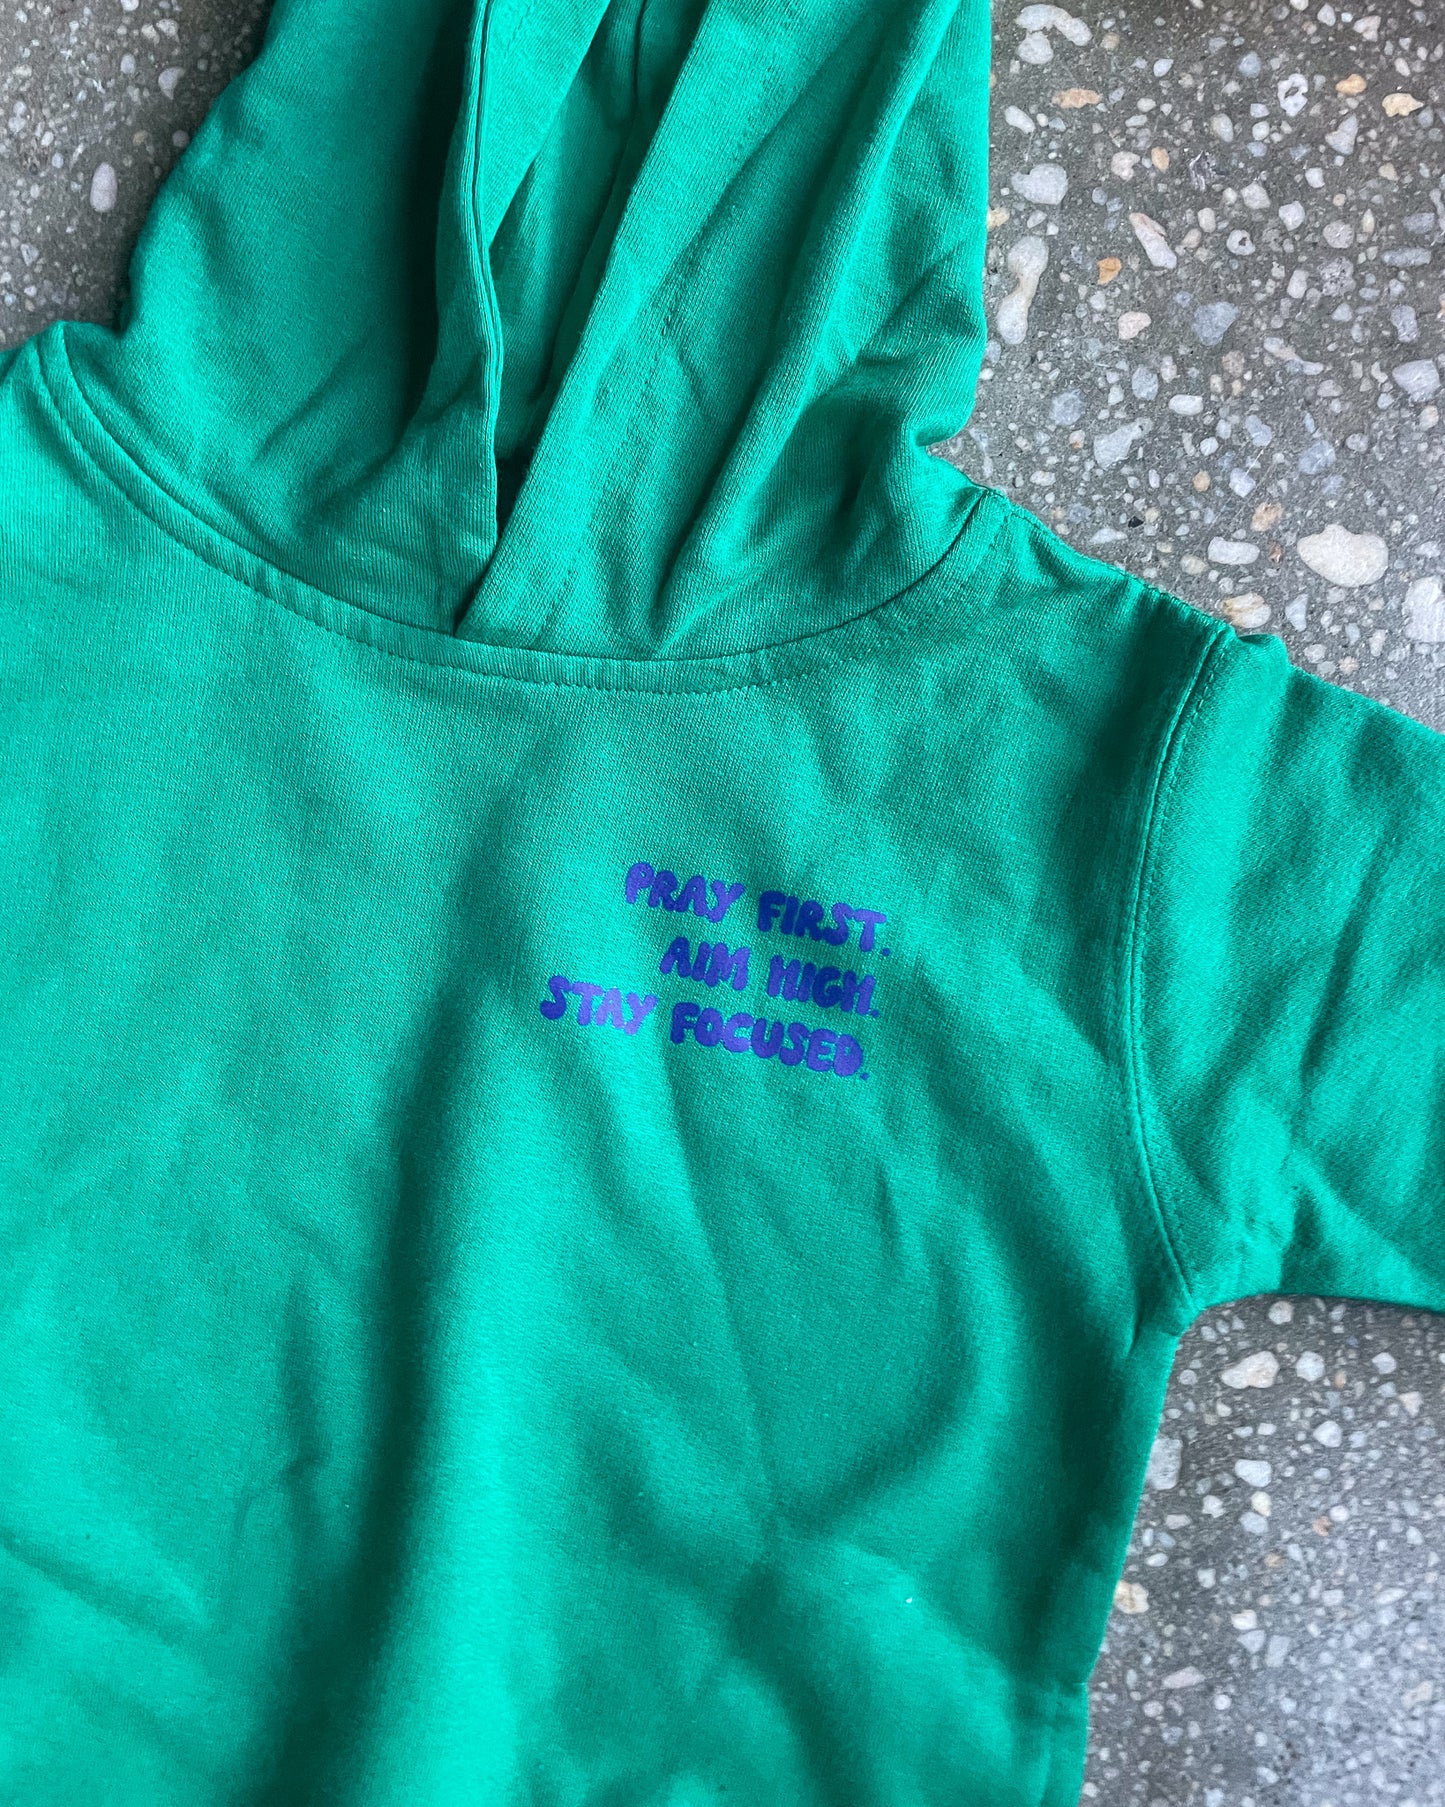 PRAY FIRST.
AIM HIGH.
STAY FOCUSED.